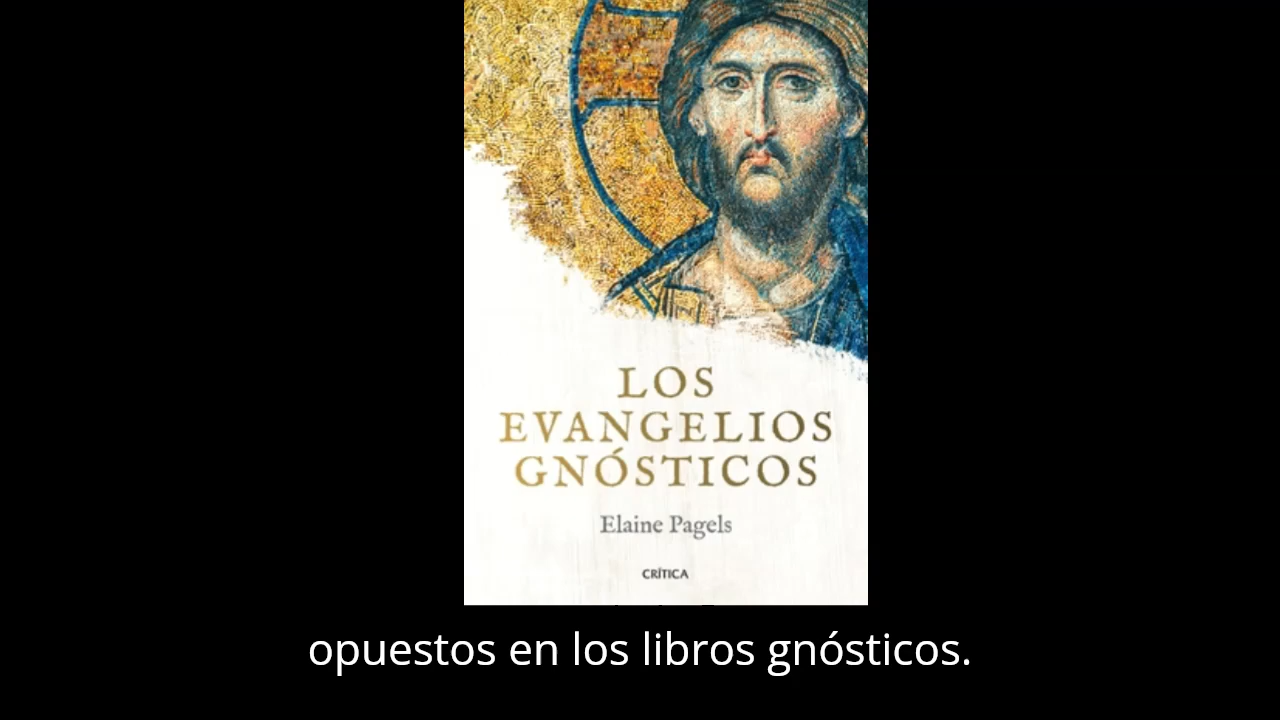 LOS
EVANGELIOS
GNÓSTICOS
Elaine Pagels
CRÍTICA
opuestos en los libros gnósticos.